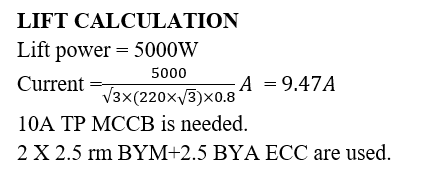 LIFT CALCULATION
Lift power = 5000W
Current = 5000 / √3×(220×√3)×0.8 A = 9.47A
10A TP MCCB is needed.
2 X 2.5 rm BYM+2.5 BYA ECC are used.